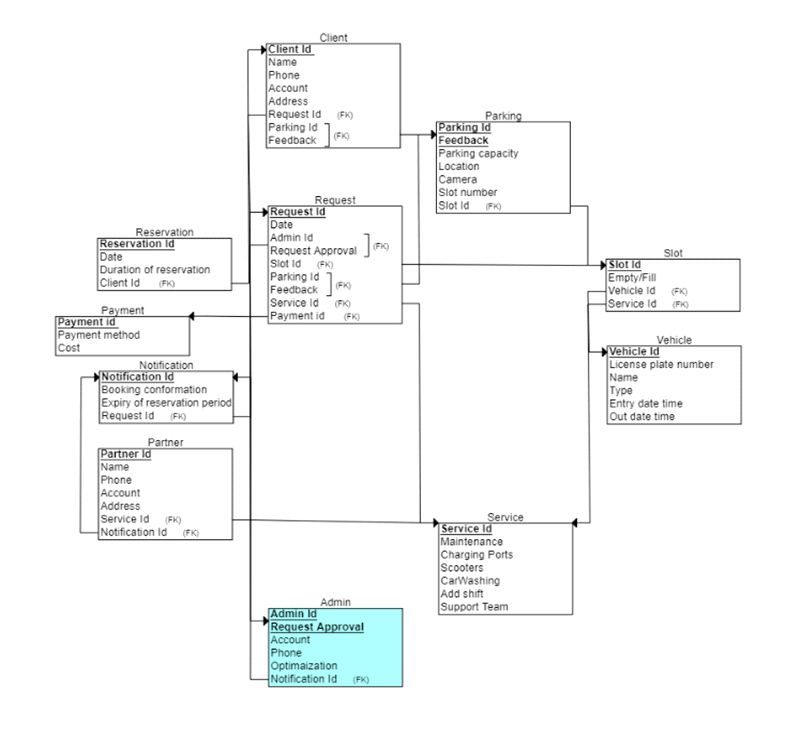 Client
Client Id
Name
Phone
Account
Address
Request Id (FK)
Parking Id
Feedback (FK)
Parking
Parking Id
Feedback
Parking capacity
Location
Camera
Slot number
Slot Id (FK)
Request
Request Id
Date
Admin Id
Request Approval (FK)
Slot Id (FK)
Parking Id
Feedback (FK)
Service Id (FK)
Payment id (FK)
Reservation
Reservation Id
Date
Duration of reservation
Client Id (FK)
Slot
Slot Id
Empty/Fill
Vehicle Id (FK)
Service Id (FK)
Payment
Payment id
Payment method
Cost
Vehicle
Vehicle Id
License plate number
Name
Type
Entry date time
Out date time
Notification
Notification Id
Booking conformation
Expiry of reservation period
Request Id (FK)
Partner
Partner Id
Name
Phone
Account
Address
Service Id (FK)
Notification Id (FK)
Service
Service Id
Maintenance
Charging Ports
Scooters
CarWashing
Add shift
Support Team
Admin
Admin Id
Request Approval
Account
Phone
Optimaization
Notification Id (FK)